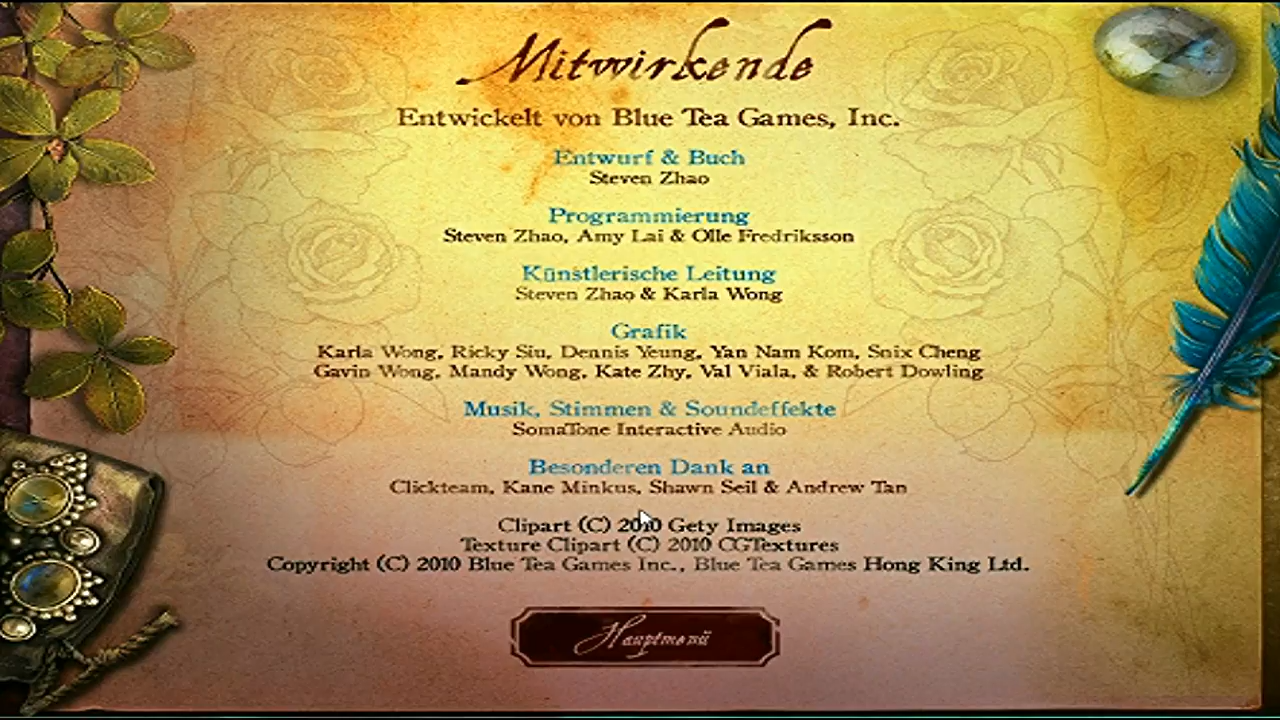 Mitwirkende
Entwickelt von Blue Tea Games, Inc.
Entwurf & Buch
Steven Zhao
Programmierung
Steven Zhao, Amy Lai & Olle Fredriksson
Künstlerische Leitung
Steven Zhao & Karla Wong
Grafik
Karla Wong, Ricky Siu, Dennis Yeung, Yan Nam Kom, Snix Cheng
Gavin Wong, Mandy Wong, Kate Zhy, Val Viala, & Robert Dowling
Musik, Stimmen & Soundeffekte
SomaTone Interactive Audio
Besonderen Dank an
Clickteam, Kane Minkus, Shawn Seil & Andrew Tan
Clipart (C) 2010 Gety Images
Texture Clipart (C) 2010 CGTextures
Copyright (C) 2010 Blue Tea Games Inc., Blue Tea Games Hong King Ltd.
Hauptmenü